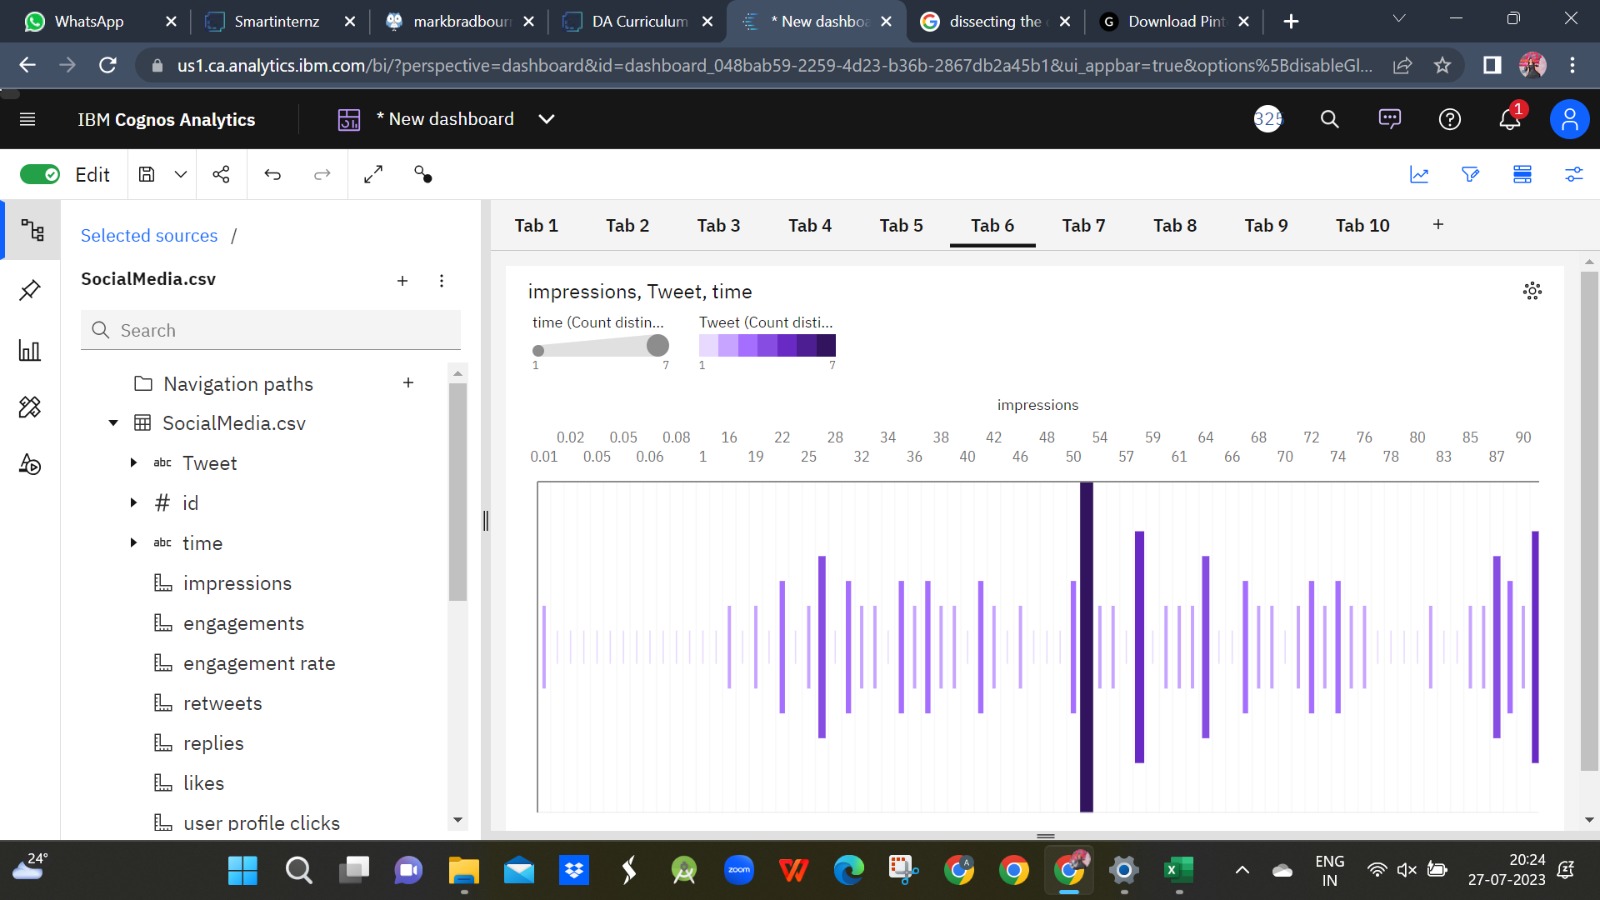 WhatsApp
Smartinternz
markbradbour
DA Curriculum
* New dashboa
dissecting the
Download Pint
us1.ca.analytics.ibm.com/bi/?perspective=dashboard&id=dashboard_048bab59-2259-4d23-b36b-2867db2a45b1&ui_appbar=true&options%5BdisableGl...
IBM Cognos Analytics
* New dashboard
325
1
Edit
Selected sources /
SocialMedia.csv
Search
Navigation paths
SocialMedia.csv
abc Tweet
# id
abc time
impressions
engagements
engagement rate
retweets
replies
likes
user profile clicks
Tab 1 Tab 2 Tab 3 Tab 4 Tab 5 Tab 6 Tab 7 Tab 8 Tab 9 Tab 10 +
impressions, Tweet, time
time (Count distin...
1 7
Tweet (Count disti...
1 7
impressions
0.02 0.05 0.08 16 22 28 34 38 42 48 54 59 64 68 72 76 80 85 90
0.01 0.05 0.06 1 19 25 32 36 40 46 50 57 61 66 70 74 78 83 87
24°
zoom
ENG
IN
20:24
27-07-2023